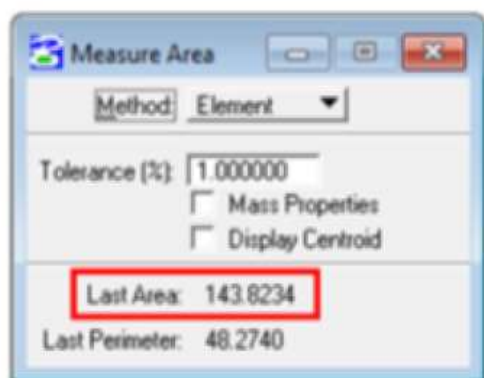 Measure Area
Method: Element
Tolerance (%): 1.000000
Mass Properties
Display Centroid
Last Area: 143.8234
Last Perimeter: 48.2740